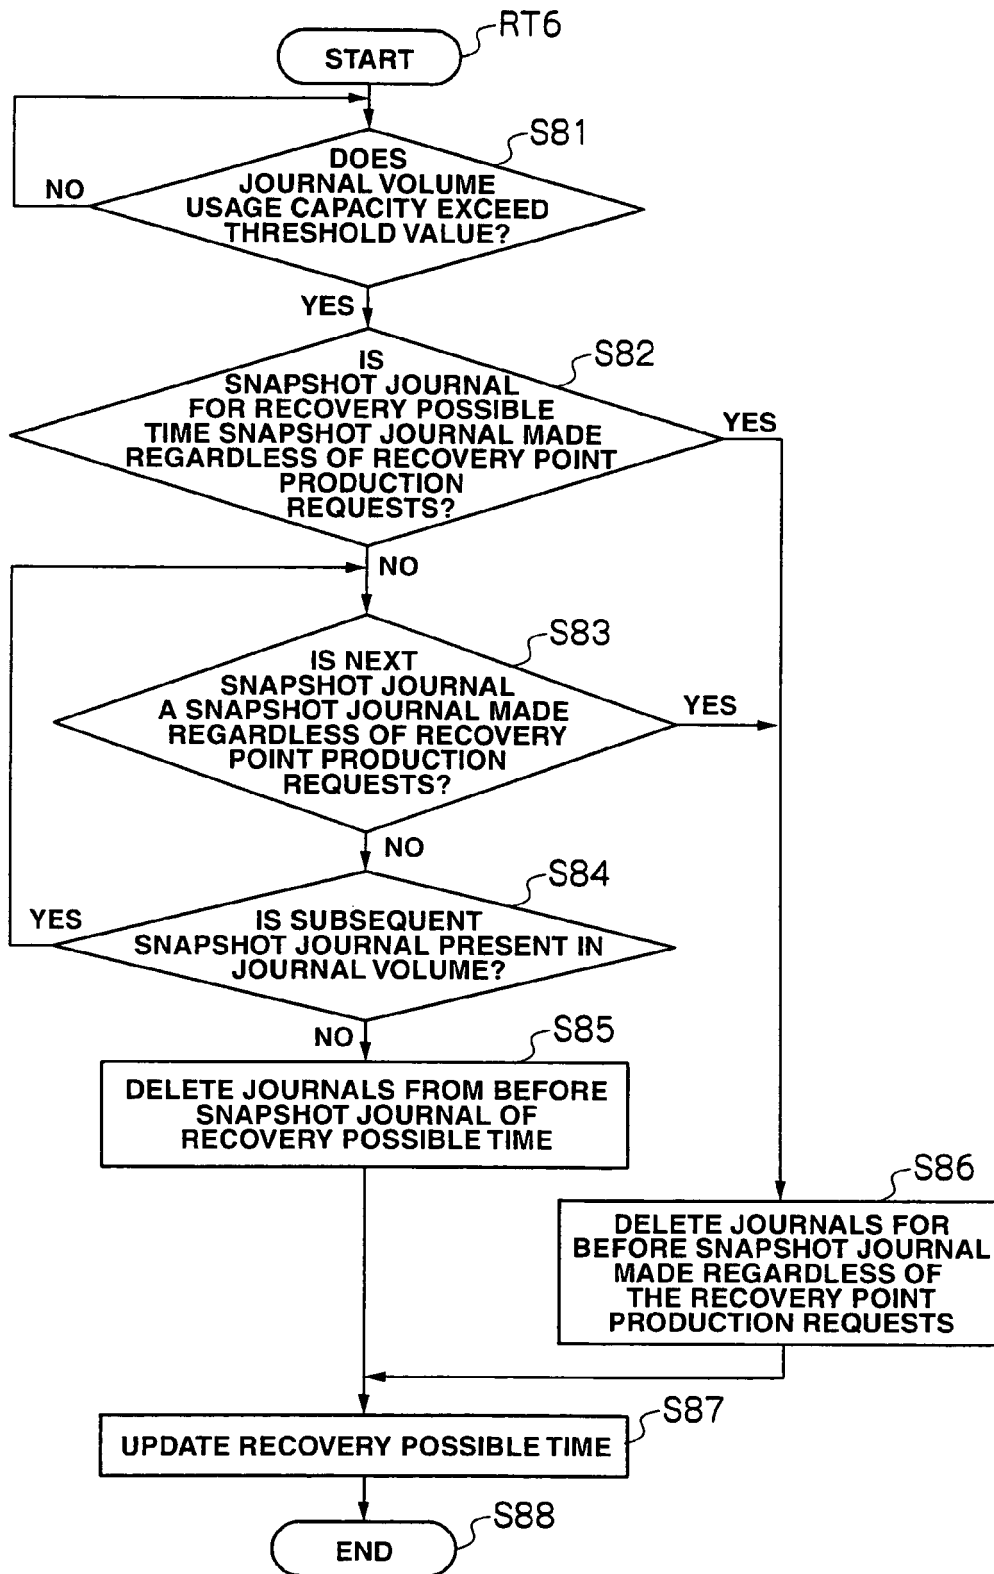 RT6
START
S81
DOES
JOURNAL VOLUME
USAGE CAPACITY EXCEED
THRESHOLD VALUE?
NO
YES
S82
IS
SNAPSHOT JOURNAL
FOR RECOVERY POSSIBLE
TIME SNAPSHOT JOURNAL MADE
REGARDLESS OF RECOVERY POINT
PRODUCTION
REQUESTS?
YES
NO
S83
IS NEXT
SNAPSHOT JOURNAL
A SNAPSHOT JOURNAL MADE
REGARDLESS OF RECOVERY
POINT PRODUCTION
REQUESTS?
YES
NO
S84
YES
IS SUBSEQUENT
SNAPSHOT JOURNAL PRESENT IN
JOURNAL VOLUME?
NO
S85
DELETE JOURNALS FROM BEFORE
SNAPSHOT JOURNAL OF
RECOVERY POSSIBLE TIME
S86
DELETE JOURNALS FOR
BEFORE SNAPSHOT JOURNAL
MADE REGARDLESS OF
THE RECOVERY POINT
PRODUCTION REQUESTS
S87
UPDATE RECOVERY POSSIBLE TIME
S88
END